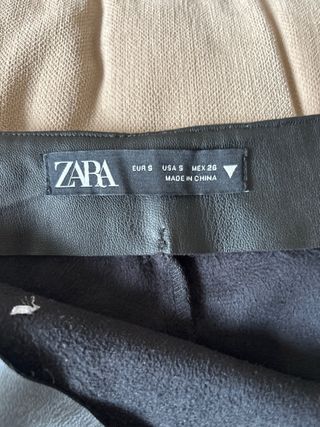 ZARA
EUR S USA S MEX 26
MADE IN CHINA